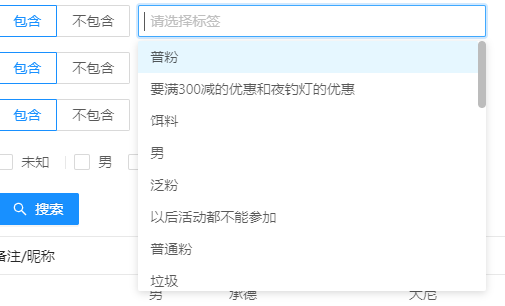 包含 不包含 请选择标签
普粉
包含 不包含
要满300减的优惠和夜钓灯的优惠
包含 不包含
饵料
未知 男
男
泛粉
搜索
以后活动都不能参加
备注/昵称
普通粉
垃圾
男 承德